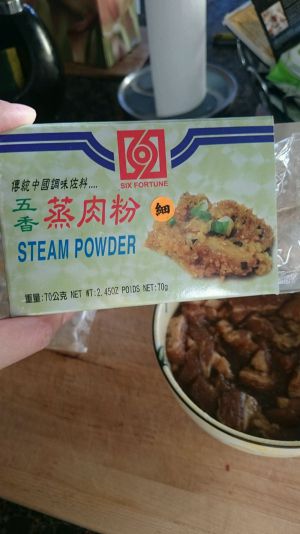 SIX FORTUNE
傳統中國調味佐料....
五香 蒸肉粉 細
STEAM POWDER
重量:70公克 NET WT:2.45OZ POIDS NET:70g